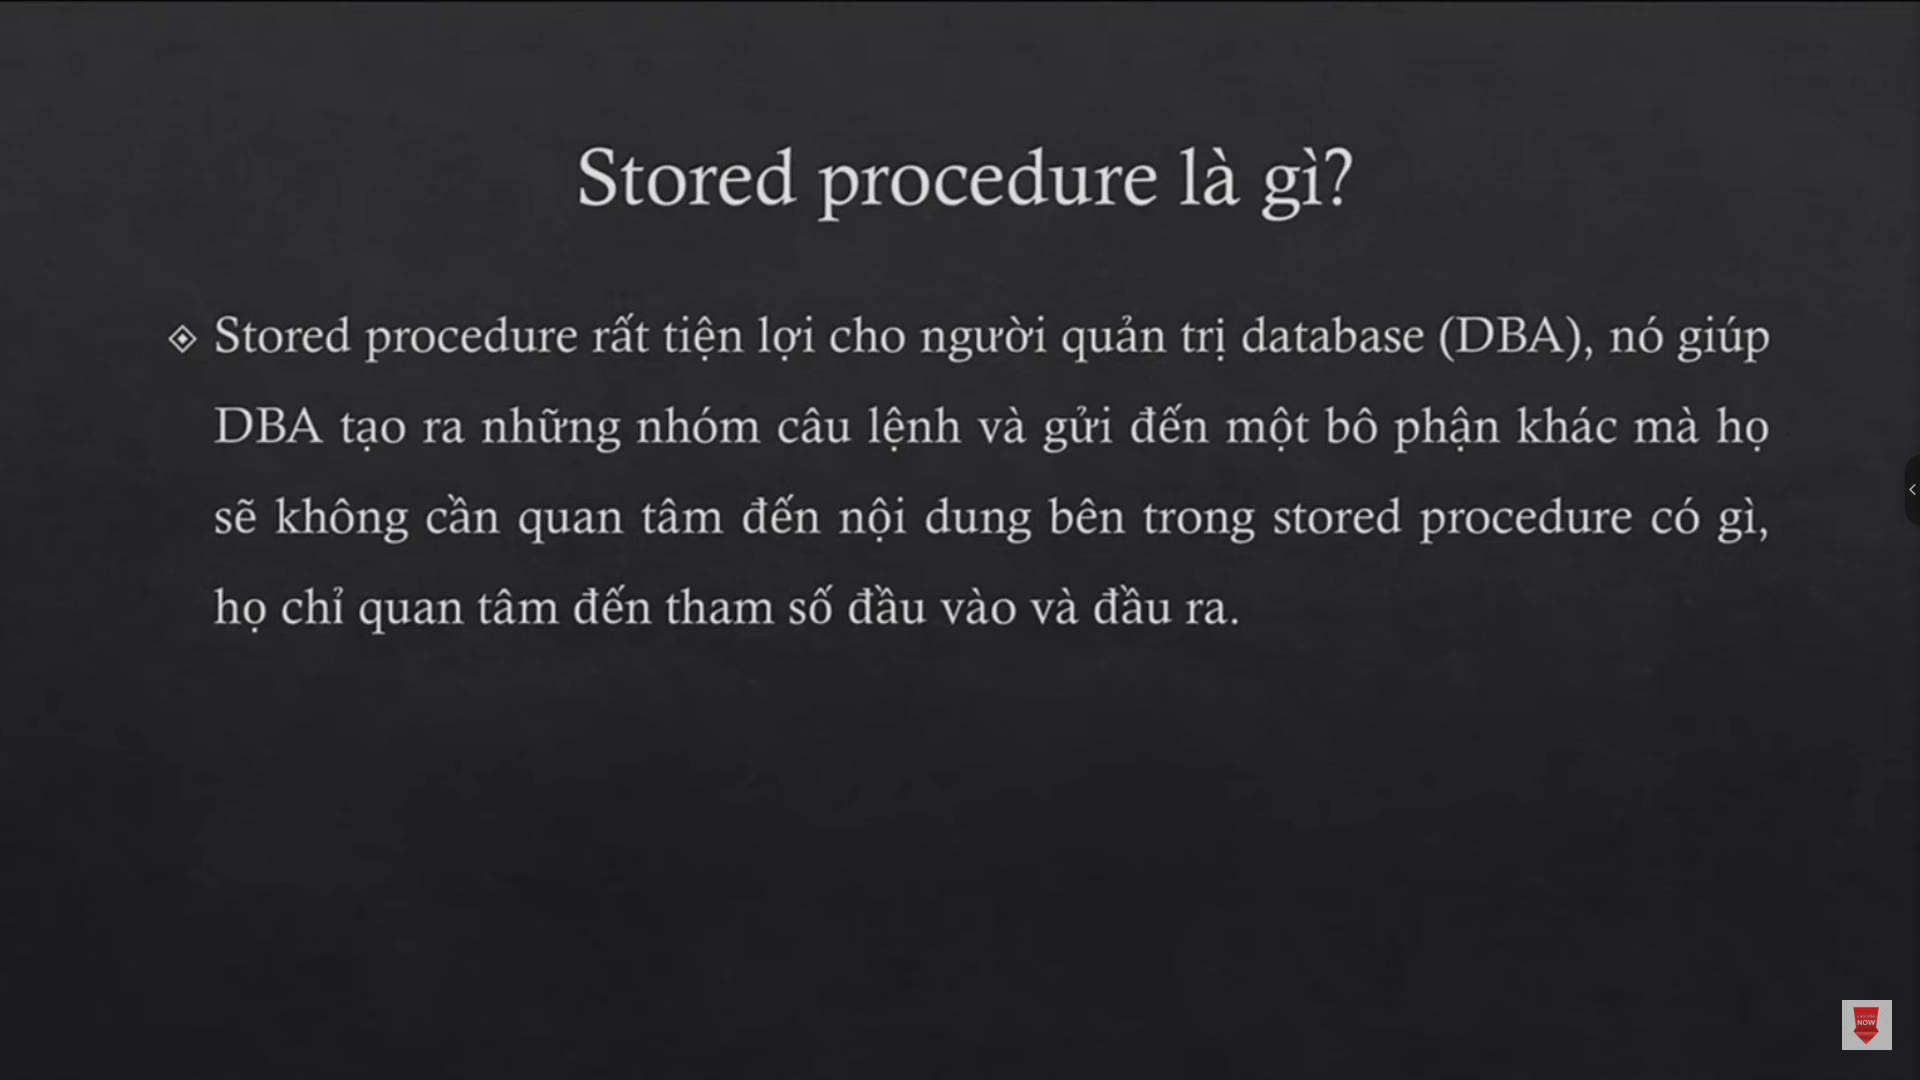 Stored procedure là gì?
Stored procedure rất tiện lợi cho người quản trị database (DBA), nó giúp
DBA tạo ra những nhóm câu lệnh và gửi đến một bô phận khác mà họ
sẽ không cần quan tâm đến nội dung bên trong stored procedure có gì,
họ chỉ quan tâm đến tham số đầu vào và đầu ra.
NOW